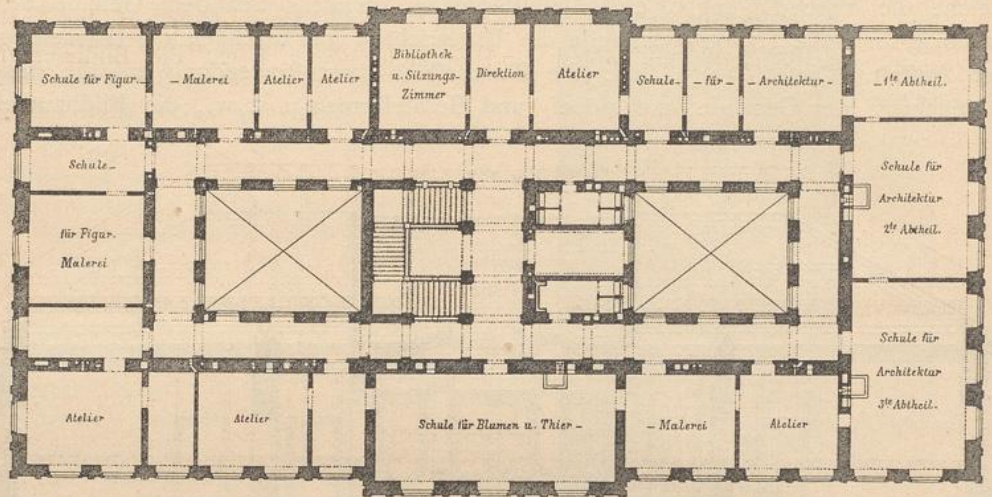 Schule für Figur.
- Malerei
Atelier
Atelier
Bibliothek
u. Sitzungs-
Zimmer
Direktion
Atelier
Schule-
- für -
- Architektur -
- 1te Abtheil.
Schule -
für Figur.
Malerei
Schule für
Architektur
2te Abtheil.
Schule für
Architektur
3te Abtheil.
Atelier
Atelier
Schule für Blumen u. Thier -
- Malerei
Atelier